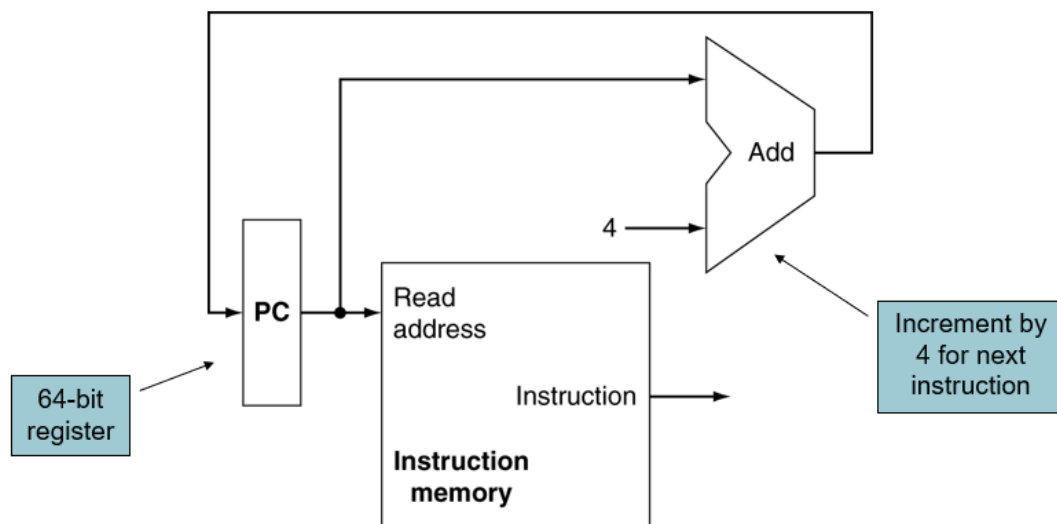 Add
4
PC
Read
address
Increment by
4 for next
instruction
64-bit
register
Instruction
Instruction
memory